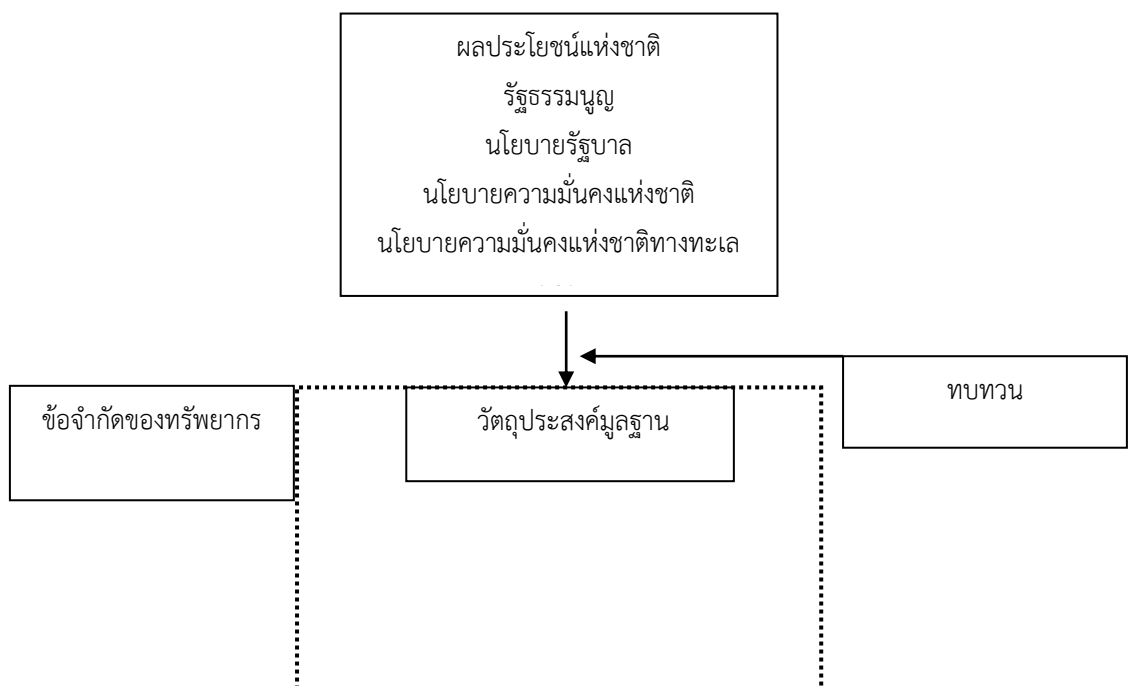 ผลประโยชน์แห่งชาติ
รัฐธรรมนูญ
นโยบายรัฐบาล
นโยบายความมั่นคงแห่งชาติ
นโยบายความมั่นคงแห่งชาติทางทะเล
ทบทวน
ข้อจำกัดของทรัพยากร
วัตถุประสงค์มูลฐาน